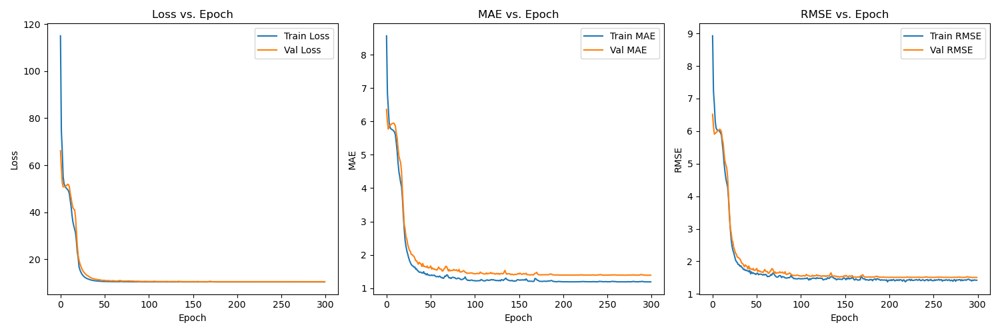 Loss vs. Epoch
120
100
80
60
40
20
Loss
0 50 100 150 200 250 300
Epoch
Train Loss
Val Loss
MAE vs. Epoch
8
7
6
5
4
3
2
1
MAE
0 50 100 150 200 250 300
Epoch
Train MAE
Val MAE
RMSE vs. Epoch
9
8
7
6
5
4
3
2
1
RMSE
0 50 100 150 200 250 300
Epoch
Train RMSE
Val RMSE